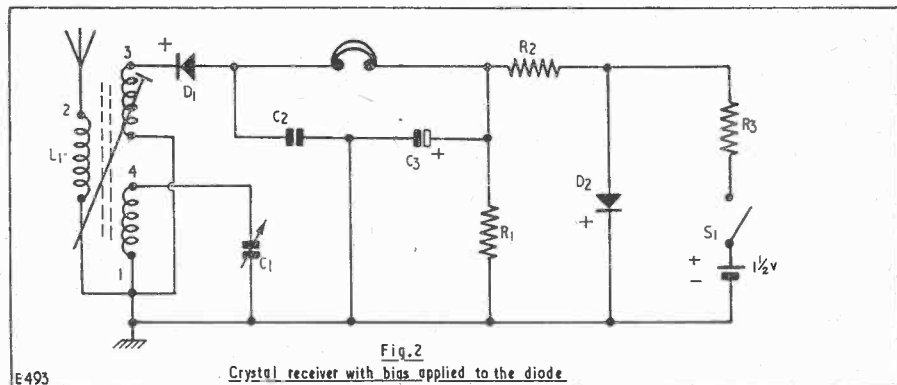 3
+
D1
R2
2
C2
L1
C3
+
R3
4
D2
+
R1
S1
C1
1
+
1½v
-
Fig.2
E493
Crystal receiver with bias applied to the diode